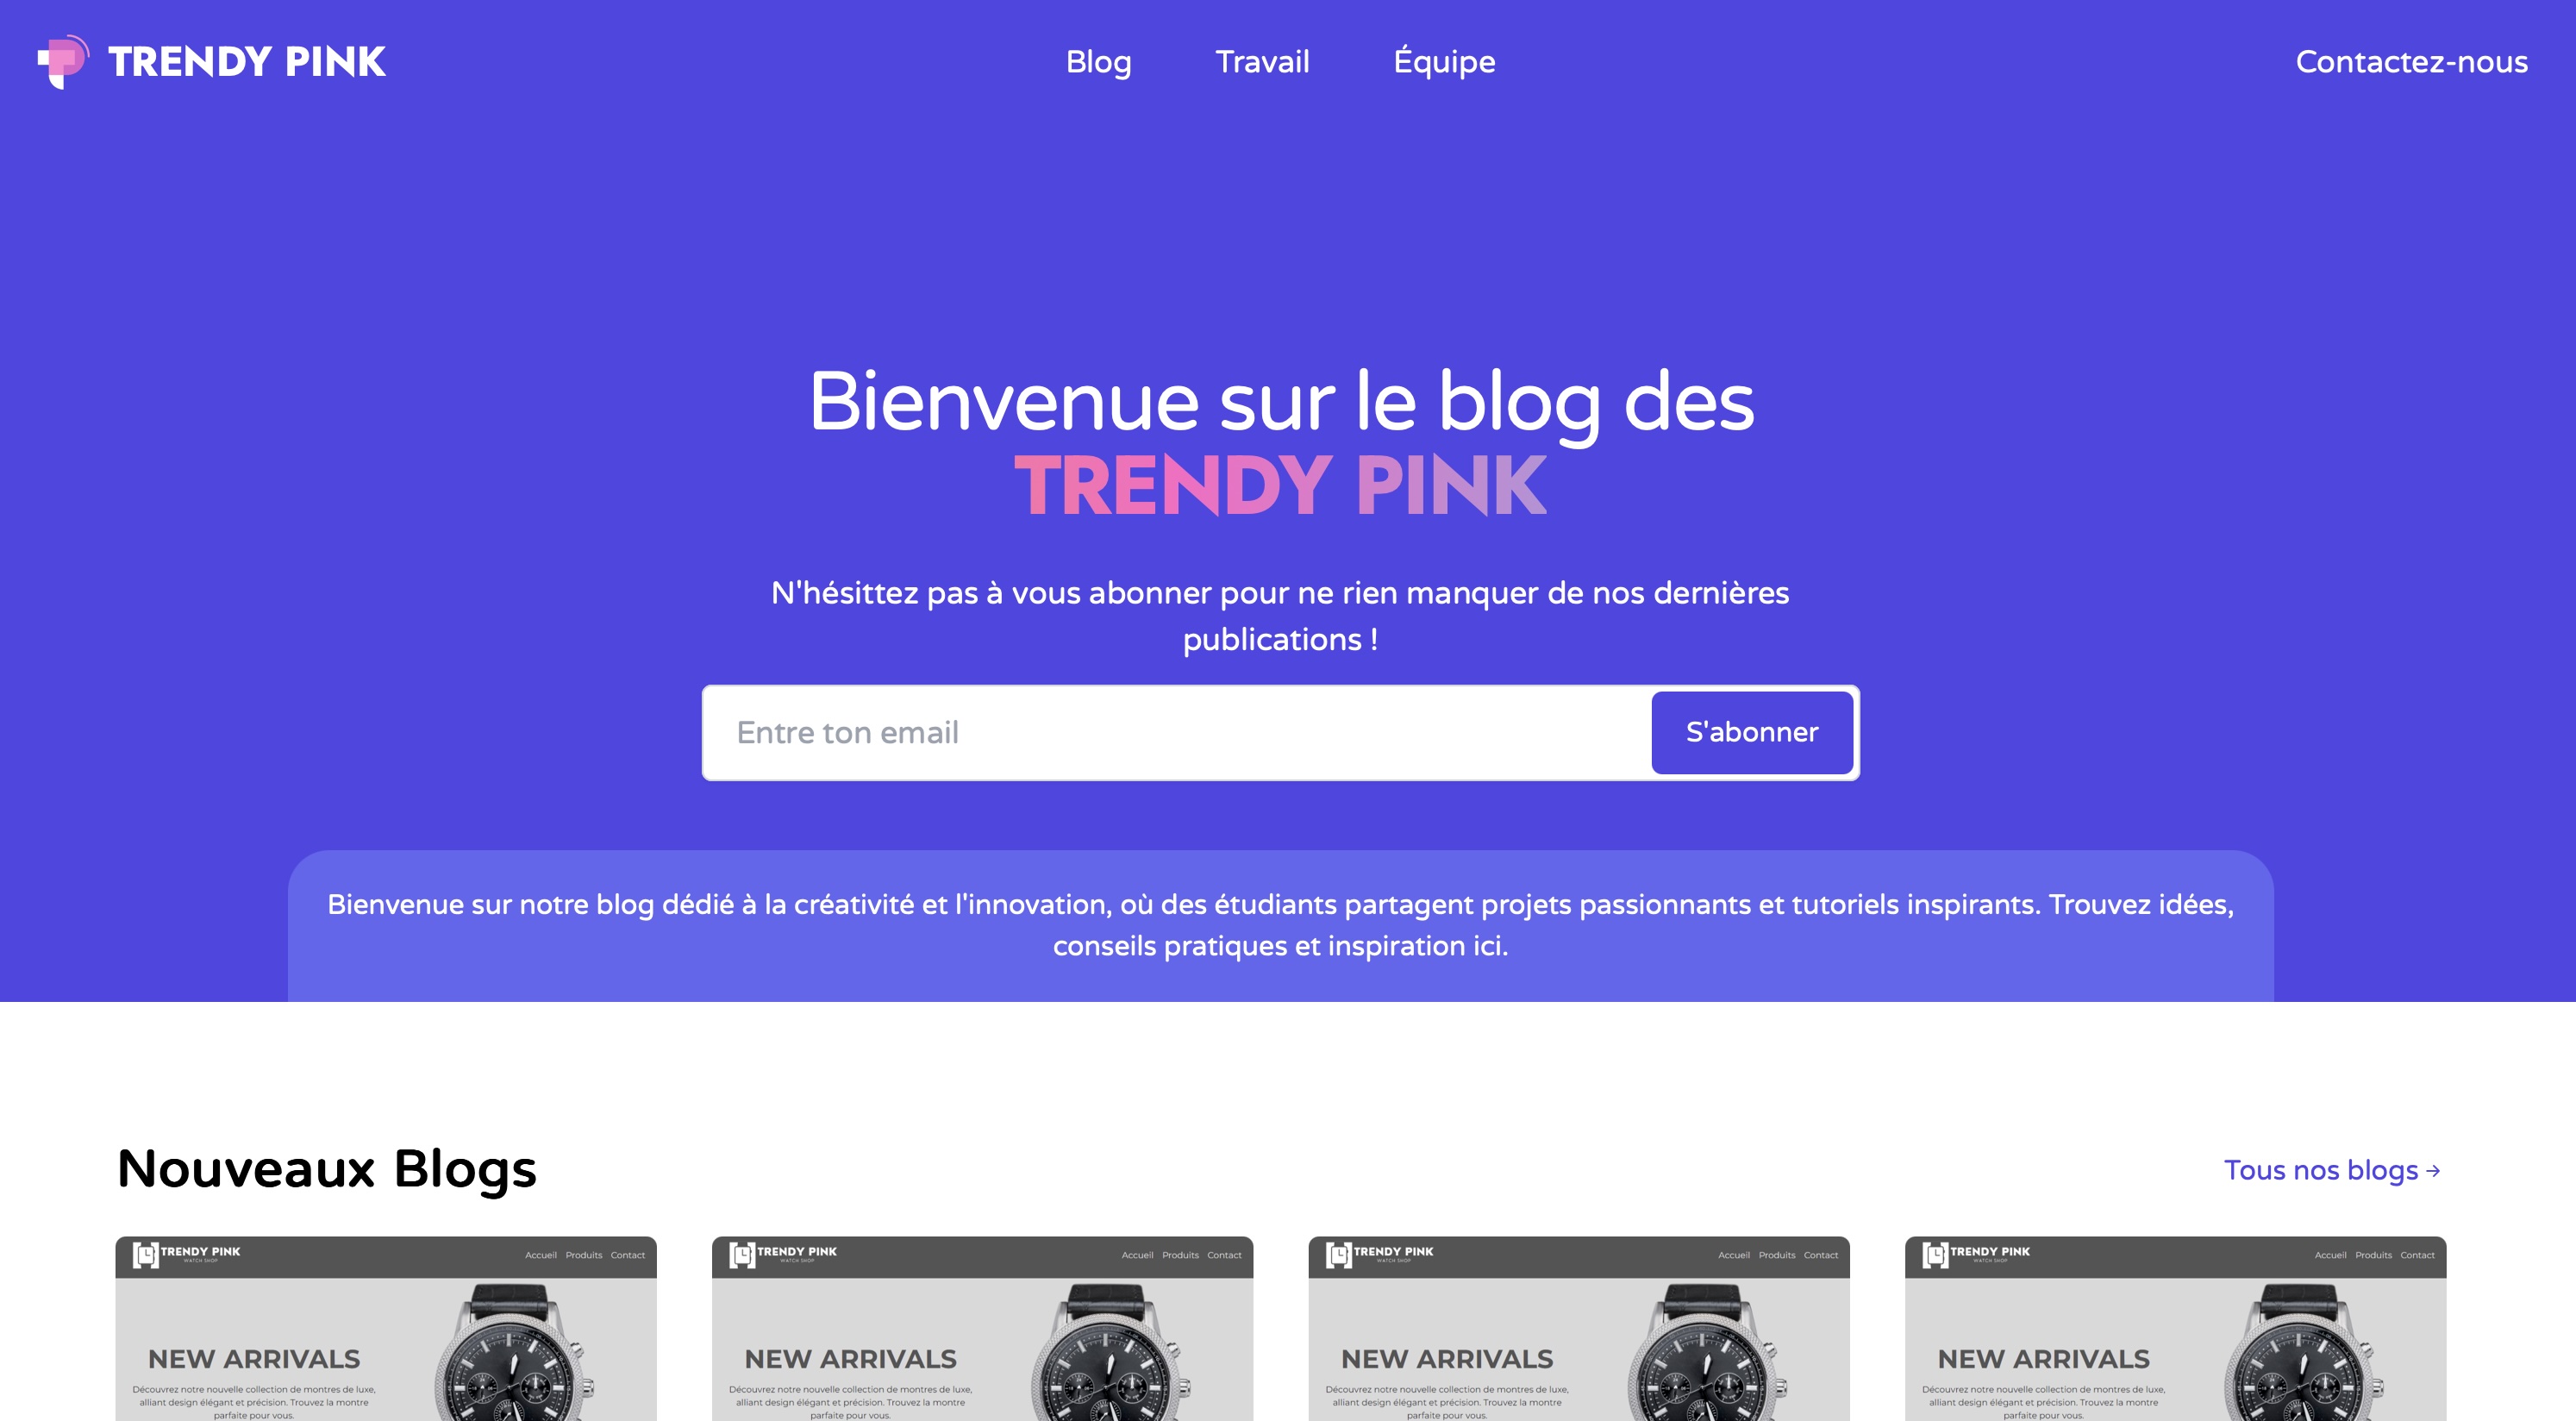 TRENDY PINK
Blog
Travail
Équipe
Contactez-nous
Bienvenue sur le blog des
TRENDY PINK
N'hésittez pas à vous abonner pour ne rien manquer de nos dernières
publications !
Entre ton email
S'abonner
Bienvenue sur notre blog dédié à la créativité et l'innovation, où des étudiants partagent projets passionnants et tutoriels inspirants. Trouvez idées,
conseils pratiques et inspiration ici.
Nouveaux Blogs
Tous nos blogs →
TRENDY PINK
WATCH SHOP
Accueil Produits Contact
NEW ARRIVALS
Découvrez notre nouvelle collection de montres de luxe,
alliant design élégant et précision. Trouvez la montre
parfaite pour vous.
TRENDY PINK
WATCH SHOP
Accueil Produits Contact
NEW ARRIVALS
Découvrez notre nouvelle collection de montres de luxe,
alliant design élégant et précision. Trouvez la montre
parfaite pour vous.
TRENDY PINK
WATCH SHOP
Accueil Produits Contact
NEW ARRIVALS
Découvrez notre nouvelle collection de montres de luxe,
alliant design élégant et précision. Trouvez la montre
parfaite pour vous.
TRENDY PINK
WATCH SHOP
Accueil Produits Contact
NEW ARRIVALS
Découvrez notre nouvelle collection de montres de luxe,
alliant design élégant et précision. Trouvez la montre
parfaite pour vous.